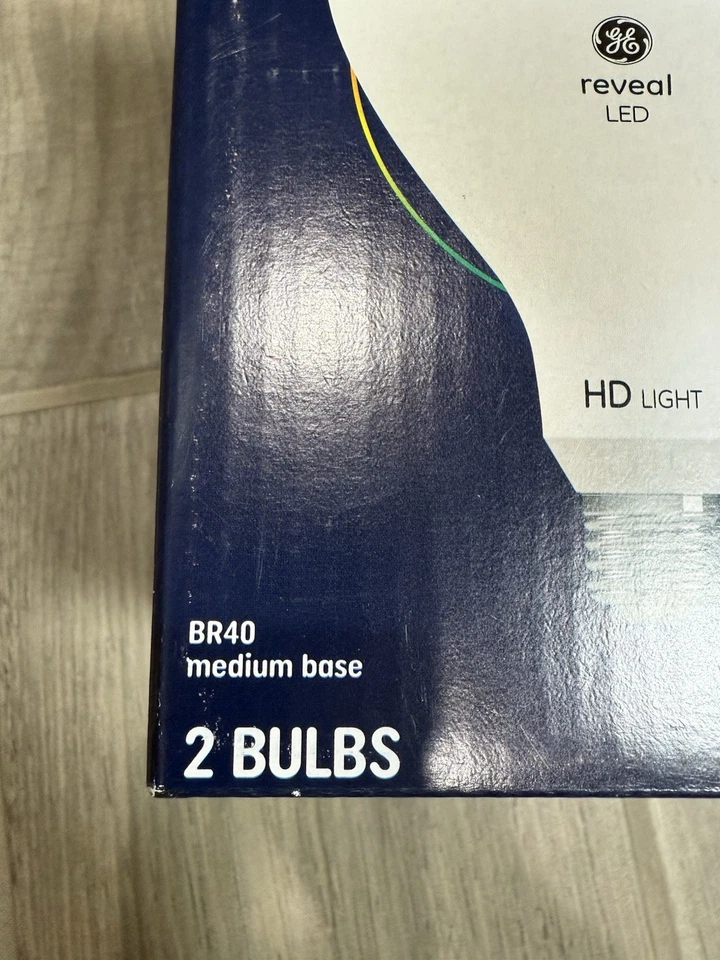 GE
reveal
LED
HD LIGHT
BR40
medium base
2 BULBS